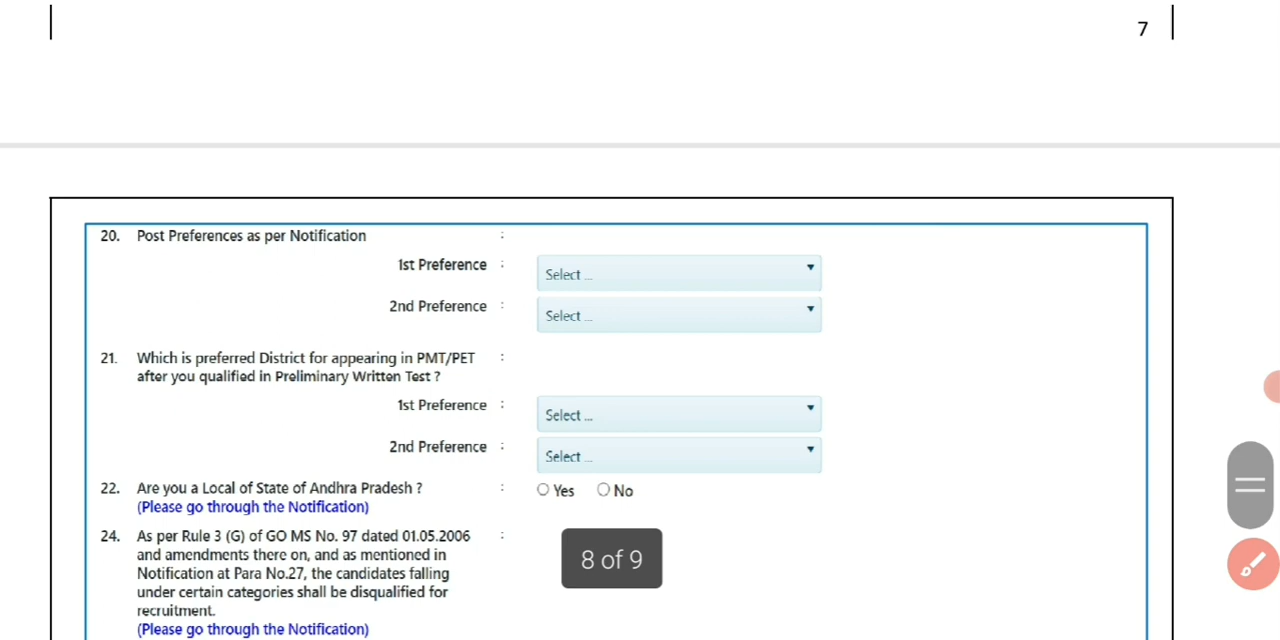 7
20. Post Preferences as per Notification :
1st Preference : Select ...
2nd Preference : Select ...
21. Which is preferred District for appearing in PMT/PET :
after you qualified in Preliminary Written Test ?
1st Preference : Select ...
2nd Preference : Select ...
22. Are you a Local of State of Andhra Pradesh ? : Yes No
(Please go through the Notification)
24. As per Rule 3 (G) of GO MS No. 97 dated 01.05.2006 :
and amendments there on, and as mentioned in
Notification at Para No.27, the candidates falling
under certain categories shall be disqualified for
recruitment.
(Please go through the Notification)
8 of 9